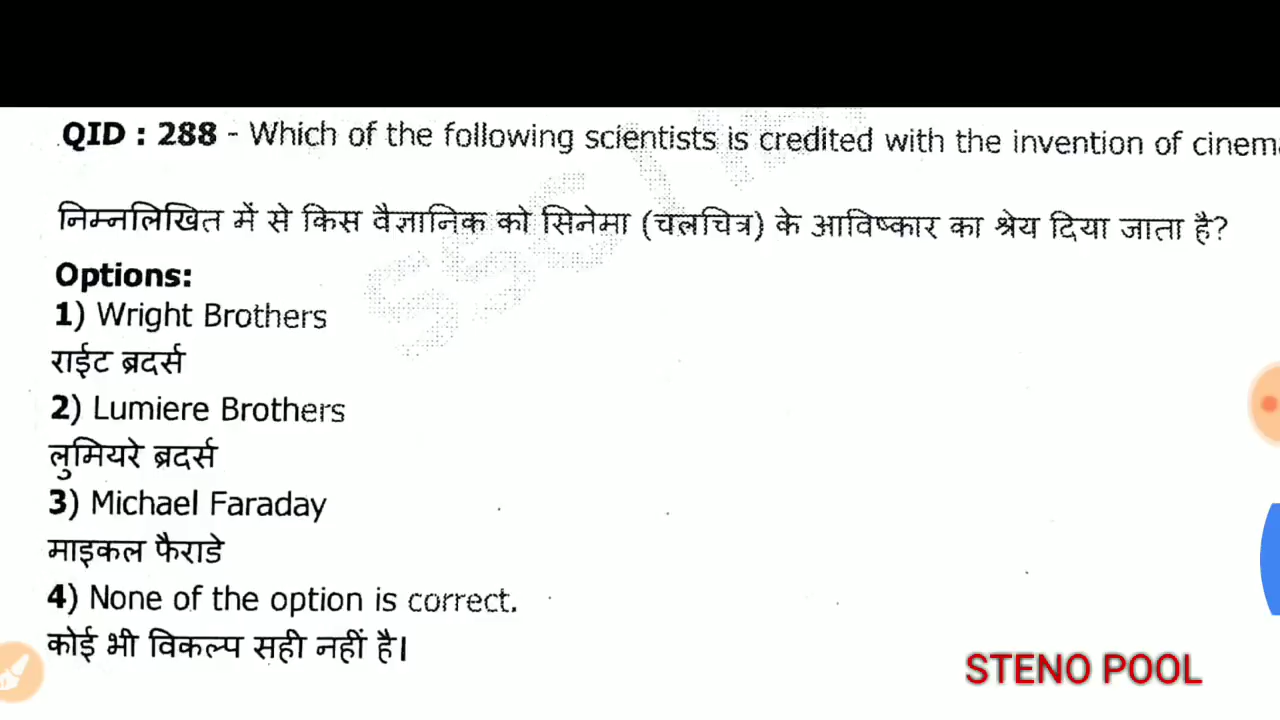 QID : 288 - Which of the following scientists is credited with the invention of cinema
निम्नलिखित में से किस वैज्ञानिक को सिनेमा (चलचित्र) के आविष्कार का श्रेय दिया जाता है?
Options:
1) Wright Brothers
राईट ब्रदर्स
2) Lumiere Brothers
लुमियरे ब्रदर्स
3) Michael Faraday
माइकल फैराडे
4) None of the option is correct.
कोई भी विकल्प सही नहीं है।
STENO POOL